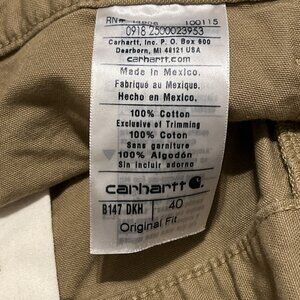 RN# 14806 100115
0918 2500023953
Carhartt, Inc. P.O. Box 600
Dearborn, MI 48121 USA
carhartt.com
Made in Mexico.
Fabriqué au Mexique.
Hecho en Mexico.
100% Cotton
Exclusive of Trimming
100% Coton
Sans garniture
100% Algodón
Sin incluir adorno
carhartt
B147 DKH 40
Original Fit